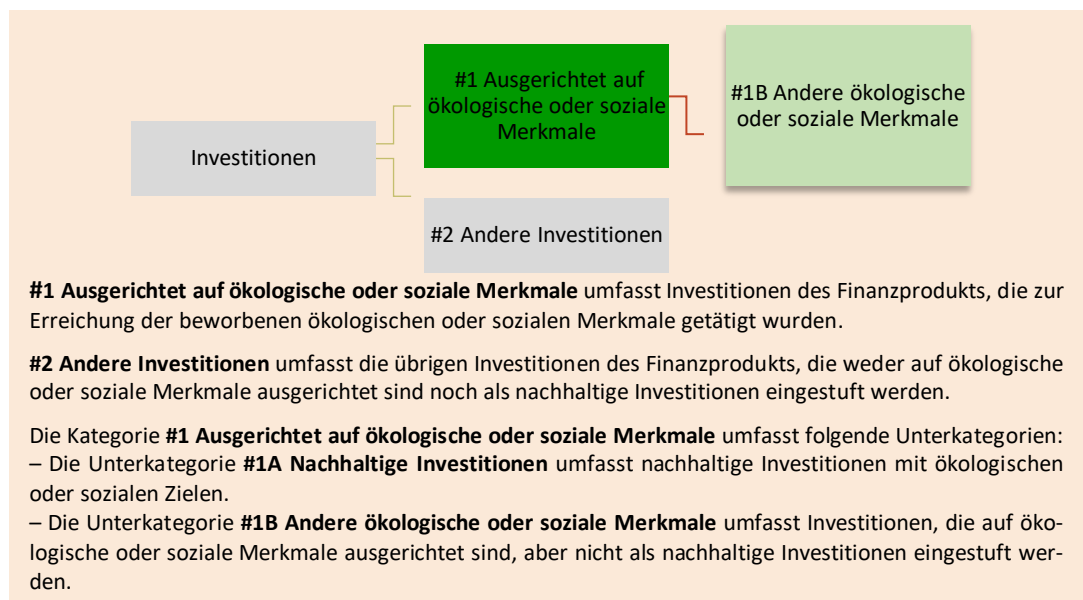 #1 Ausgerichtet auf
ökologische oder soziale
Merkmale
#1B Andere ökologische
oder soziale Merkmale
Investitionen
#2 Andere Investitionen
#1 Ausgerichtet auf ökologische oder soziale Merkmale umfasst Investitionen des Finanzprodukts, die zur
Erreichung der beworbenen ökologischen oder sozialen Merkmale getätigt wurden.
#2 Andere Investitionen umfasst die übrigen Investitionen des Finanzprodukts, die weder auf ökologische
oder soziale Merkmale ausgerichtet sind noch als nachhaltige Investitionen eingestuft werden.
Die Kategorie #1 Ausgerichtet auf ökologische oder soziale Merkmale umfasst folgende Unterkategorien:
– Die Unterkategorie #1A Nachhaltige Investitionen umfasst nachhaltige Investitionen mit ökologischen
oder sozialen Zielen.
– Die Unterkategorie #1B Andere ökologische oder soziale Merkmale umfasst Investitionen, die auf öko-
logische oder soziale Merkmale ausgerichtet sind, aber nicht als nachhaltige Investitionen eingestuft wer-
den.